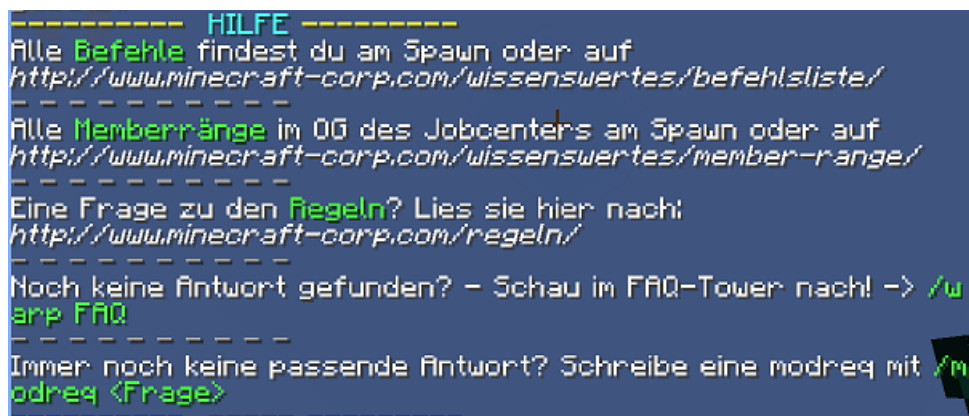 ---------- HILFE ---------
Alle Befehle findest du am Spawn oder auf
http://www.minecraft-corp.com/wissenswertes/befehlsliste/
- - - - - - - - - - -
Alle Memberränge im OG des Jobcenters am Spawn oder auf
http://www.minecraft-corp.com/wissenswertes/member-range/
- - - - - - - - - - -
Eine Frage zu den Regeln? Lies sie hier nach:
http://www.minecraft-corp.com/regeln/
- - - - - - - - - - -
Noch keine Antwort gefunden? - Schau im FAQ-Tower nach! -> /w
arp FAQ
- - - - - - - - - - -
Immer noch keine passende Antwort? Schreibe eine modreq mit /m
odreq <Frage>